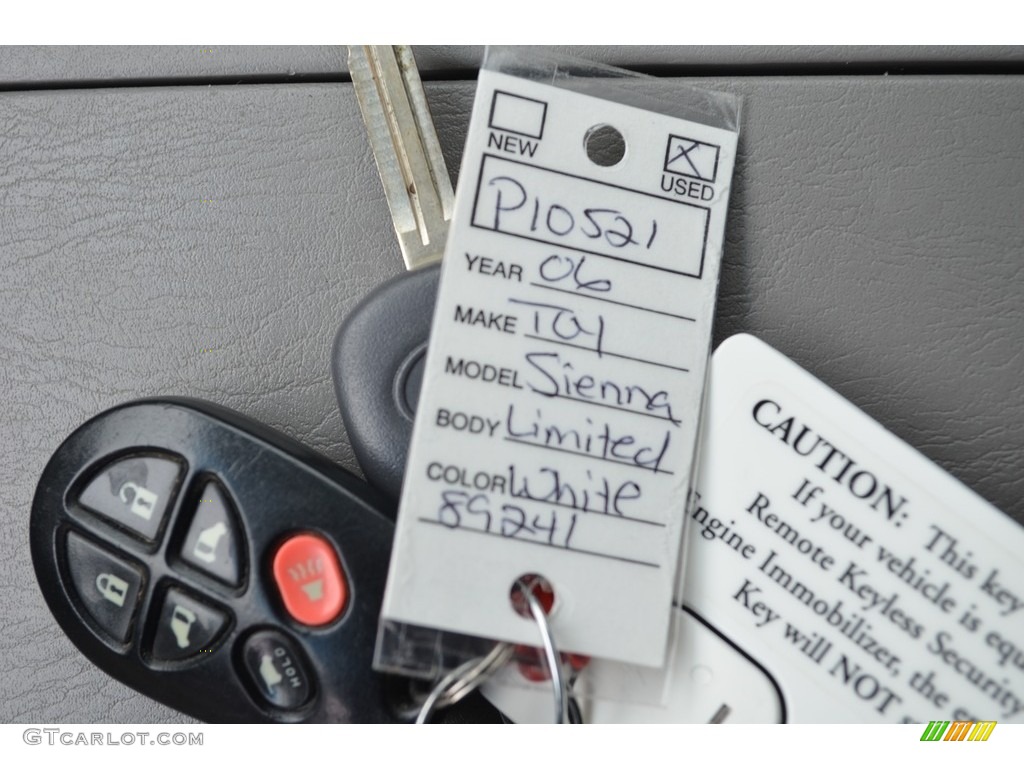 NEW
X
USED
P10521
YEAR 06
MAKE Toy
MODEL Sienna
BODY Limited
COLOR White
89241
HOLD
CAUTION: This key
If your vehicle is equ
Remote Keyless Security
Engine Immobilizer, the e
Key will NOT
GTCARLOT.COM